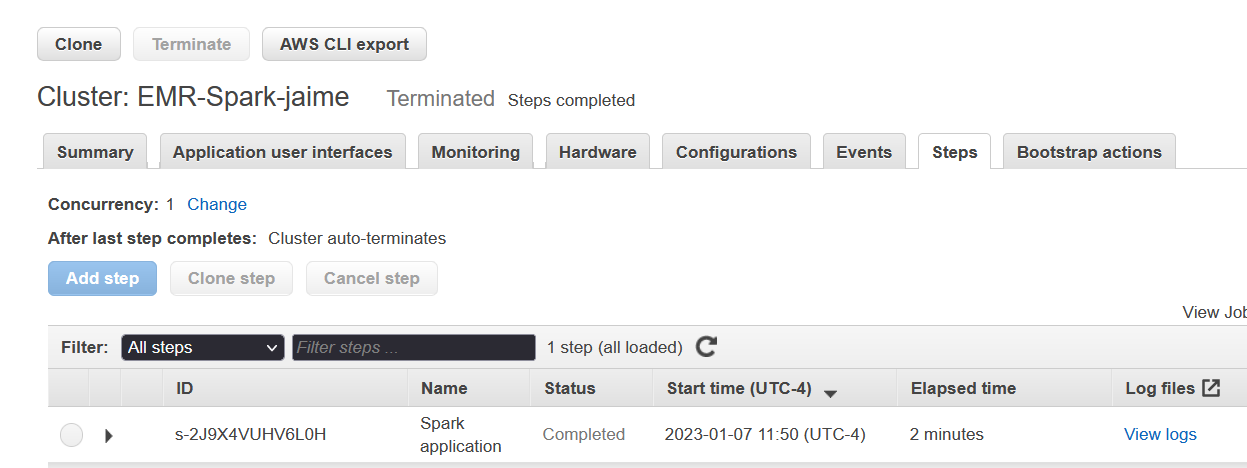 Clone Terminate AWS CLI export
Cluster: EMR-Spark-jaime Terminated Steps completed
Summary Application user interfaces Monitoring Hardware Configurations Events Steps Bootstrap actions
Concurrency: 1 Change
After last step completes: Cluster auto-terminates
Add step Clone step Cancel step
View Job
Filter: All steps Filter steps ... 1 step (all loaded)
ID Name Status Start time (UTC-4) Elapsed time Log files
s-2J9X4VUHV6L0H Spark application Completed 2023-01-07 11:50 (UTC-4) 2 minutes View logs